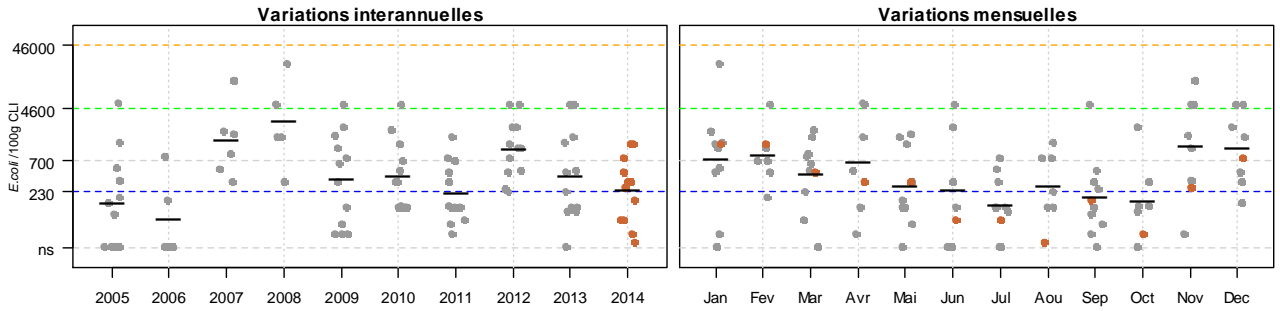 Variations interannuelles
Variations mensuelles
E.coli /100g CLI
46000
4600
700
230
ns
2005 2006 2007 2008 2009 2010 2011 2012 2013 2014
Jan Fev Mar Avr Mai Jun Jul Aou Sep Oct Nov Dec